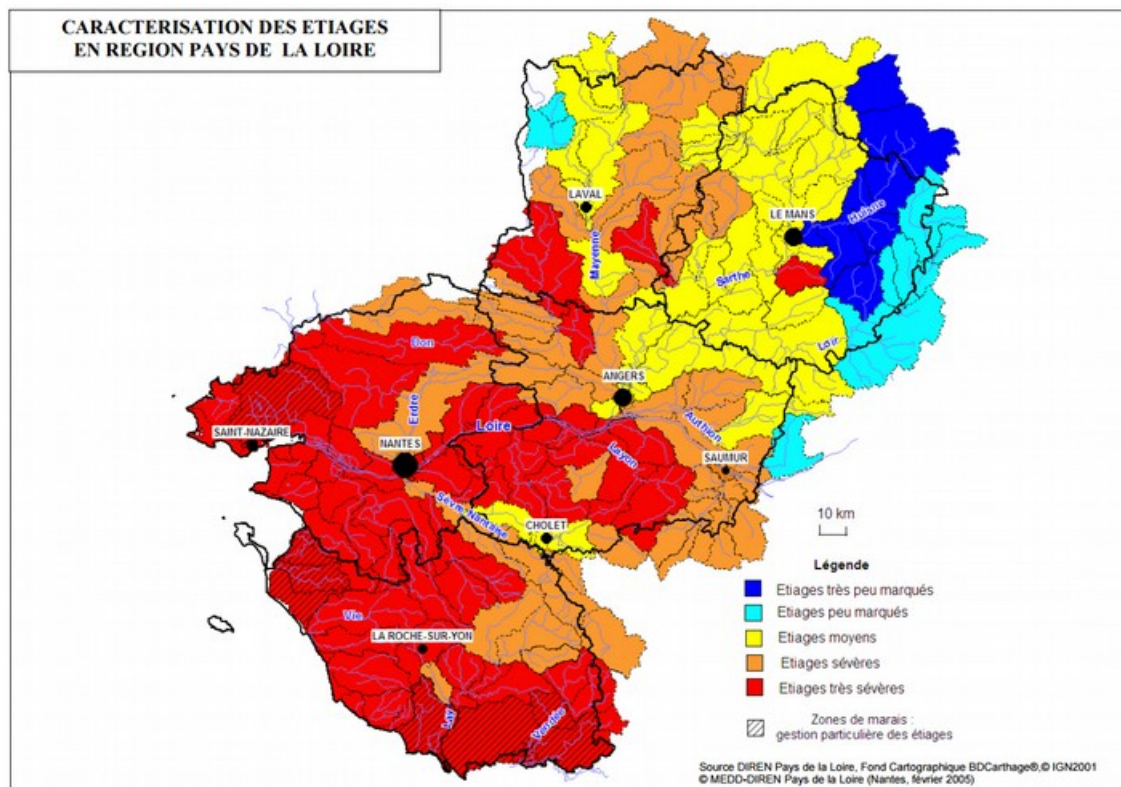 CARACTERISATION DES ETIAGES
EN REGION PAYS DE LA LOIRE
LAVAL
LE MANS
Huisne
Mayenne
Sarthe
Loir
Don
ANGERS
Erdre
Loire
Authion
SAINT-NAZAIRE
NANTES
Layon
SAUMUR
Sèvre Nantaise
CHOLET
10 km
Légende
Etiages très peu marqués
Etiages peu marqués
Vie
Etiages moyens
LA ROCHE-SUR-YON
Etiages sévères
Etiages très sévères
Lay
Vendée
Zones de marais :
gestion particulière des étiages
Source DIREN Pays de la Loire, Fond Cartographique BDCarthage®,© IGN2001
© MEDD-DIREN Pays de la Loire (Nantes, février 2005)